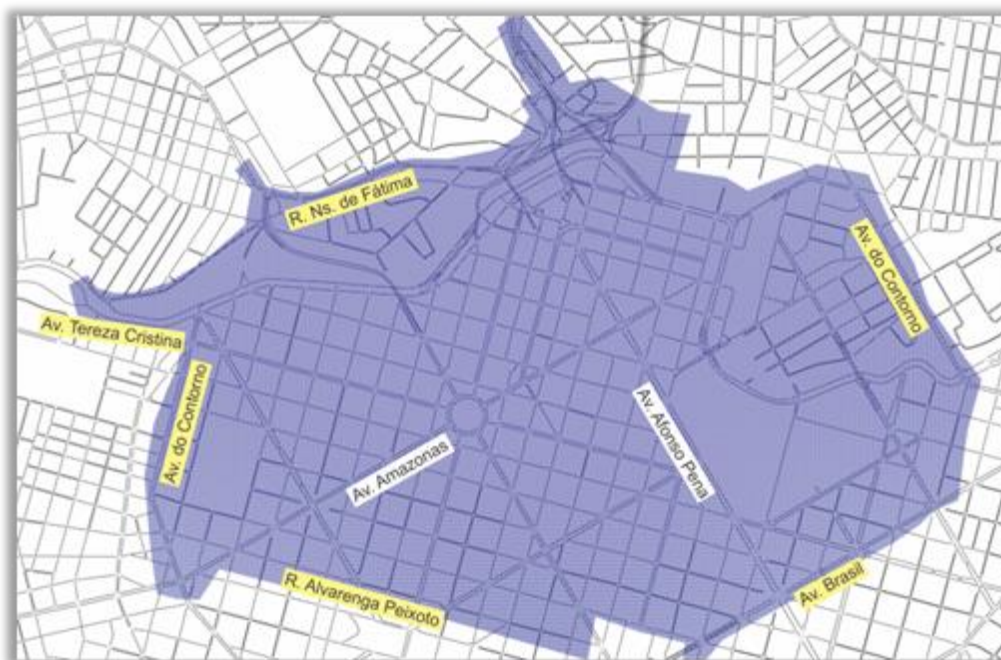 R. Ns. de Fátima
Av. do Contorno
Av. Tereza Cristina
Av. do Contorno
Av. Amazonas
Av. Afonso Pena
R. Alvarenga Peixoto
Av. Brasil